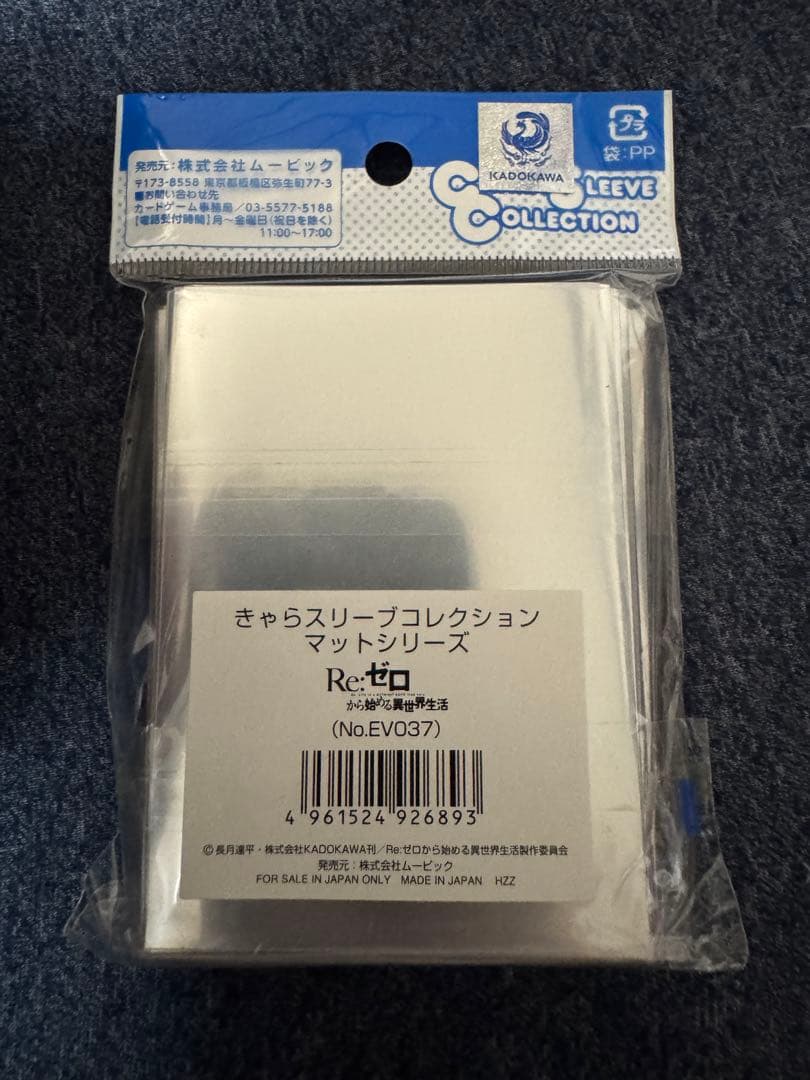 発売元:株式会社ムービック
〒173-8558 東京都板橋区弥生町77-3
■お問い合わせ先
カードゲーム事務局/03-5577-5188
【電話受付時間】月～金曜日(祝日を除く)
11:00～17:00
KADOKAWA
プラ
袋:PP
SLEEVE
COLLECTION
きゃらスリーブコレクション
マットシリーズ
Re:ゼロ
から始める異世界生活
(No.EV037)
4 961524 926893
©長月達平・株式会社KADOKAWA刊/Re:ゼロから始める異世界生活製作委員会
発売元:株式会社ムービック
FOR SALE IN JAPAN ONLY MADE IN JAPAN HZZ